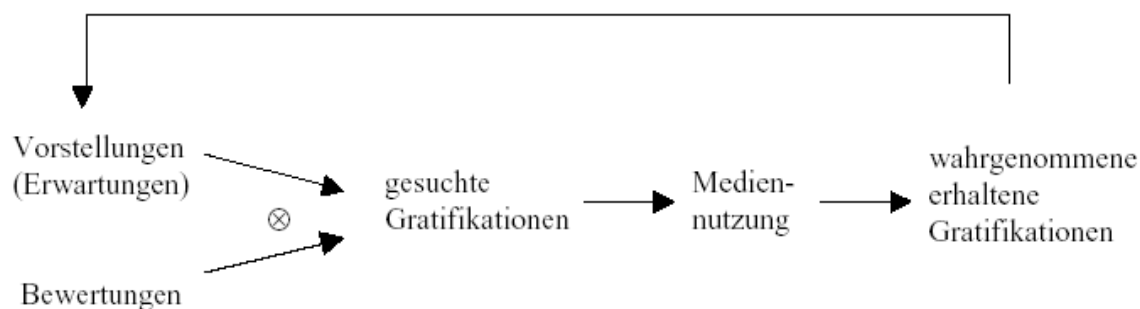 Vorstellungen
(Erwartungen)
⊗
Bewertungen
gesuchte
Gratifikationen
Medien-
nutzung
wahrgenommene
erhaltene
Gratifikationen